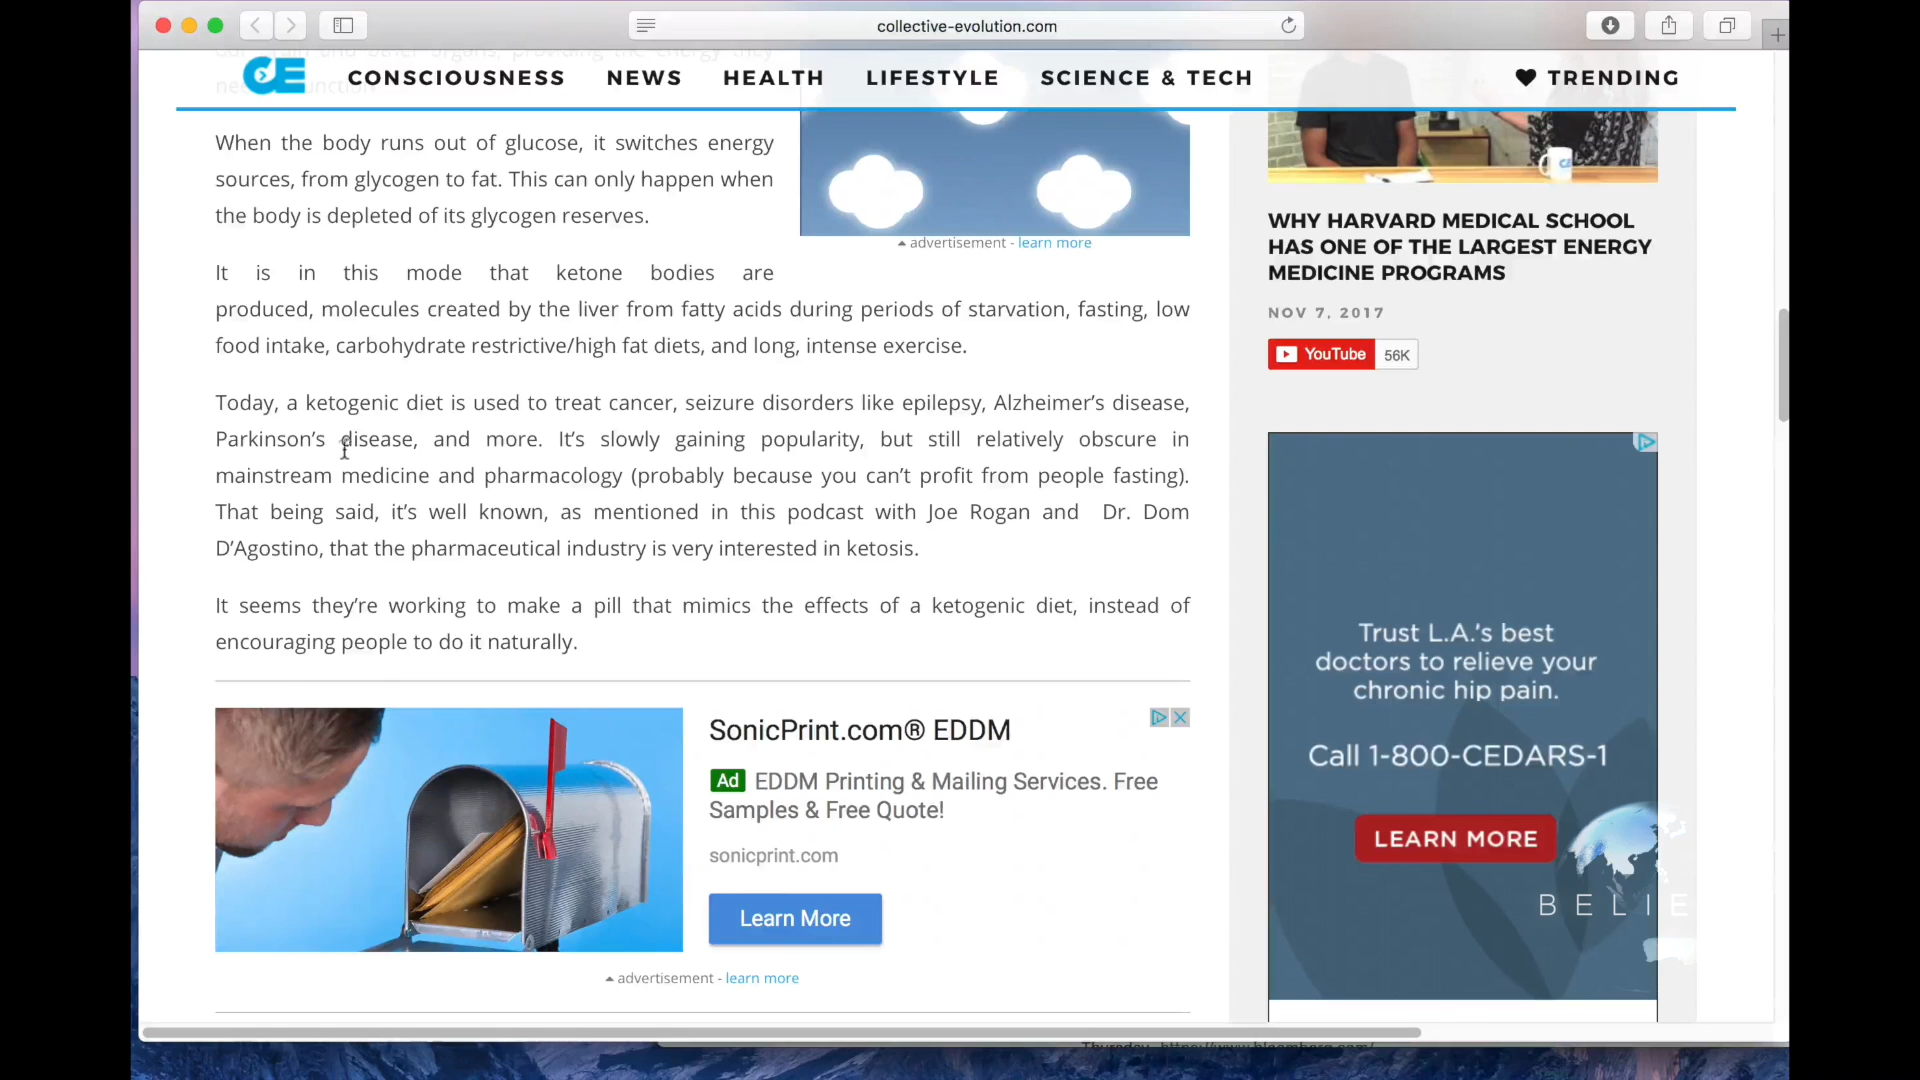 collective-evolution.com
our brain and other organs, providing the energy they
CE
CONSCIOUSNESS NEWS HEALTH LIFESTYLE SCIENCE & TECH TRENDING
When the body runs out of glucose, it switches energy
sources, from glycogen to fat. This can only happen when
the body is depleted of its glycogen reserves.
advertisement - learn more
It is in this mode that ketone bodies are
produced, molecules created by the liver from fatty acids during periods of starvation, fasting, low
food intake, carbohydrate restrictive/high fat diets, and long, intense exercise.
Today, a ketogenic diet is used to treat cancer, seizure disorders like epilepsy, Alzheimer’s disease,
Parkinson’s disease, and more. It’s slowly gaining popularity, but still relatively obscure in
mainstream medicine and pharmacology (probably because you can’t profit from people fasting).
That being said, it’s well known, as mentioned in this podcast with Joe Rogan and Dr. Dom
D’Agostino, that the pharmaceutical industry is very interested in ketosis.
It seems they’re working to make a pill that mimics the effects of a ketogenic diet, instead of
encouraging people to do it naturally.
SonicPrint.com® EDDM
Ad EDDM Printing & Mailing Services. Free
Samples & Free Quote!
sonicprint.com
Learn More
advertisement - learn more
WHY HARVARD MEDICAL SCHOOL
HAS ONE OF THE LARGEST ENERGY
MEDICINE PROGRAMS
NOV 7, 2017
YouTube 56K
Trust L.A.’s best
doctors to relieve your
chronic hip pain.
Call 1-800-CEDARS-1
LEARN MORE
BELIE